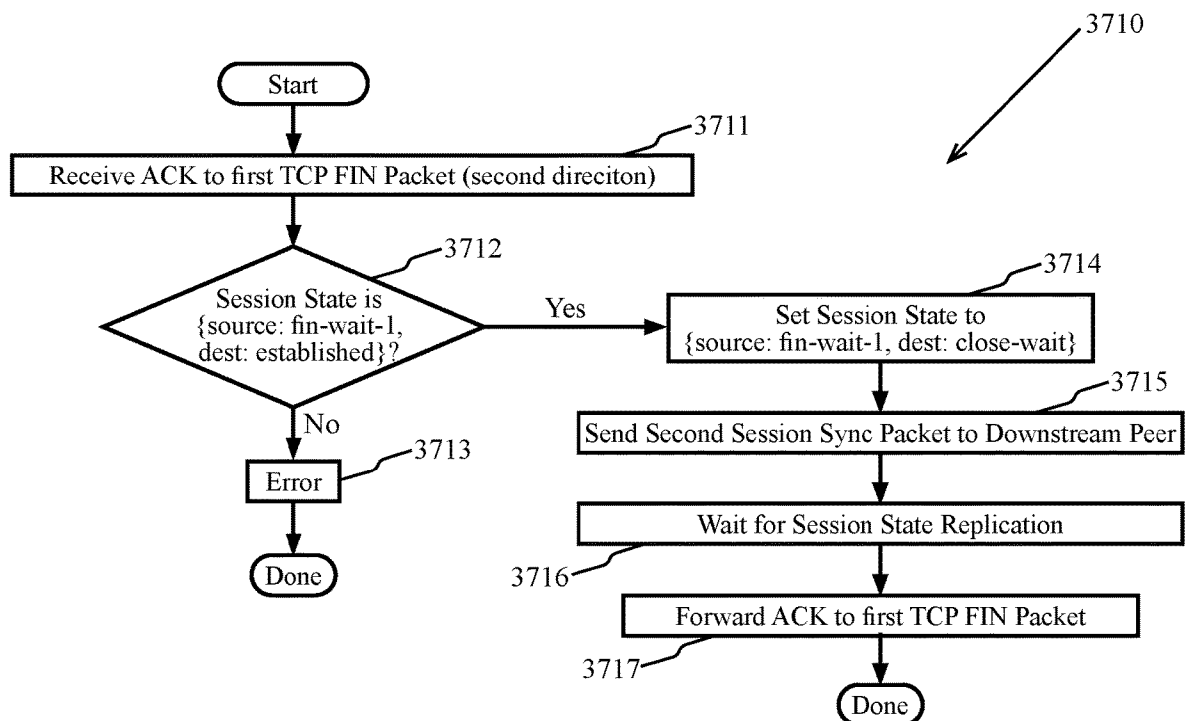 3710
Start
3711
Receive ACK to first TCP FIN Packet (second direciton)
3712
Session State is
{source: fin-wait-1,
dest: established}?
Yes
No
3713
Error
Done
3714
Set Session State to
{source: fin-wait-1, dest: close-wait}
3715
Send Second Session Sync Packet to Downstream Peer
Wait for Session State Replication
3716
Forward ACK to first TCP FIN Packet
3717
Done